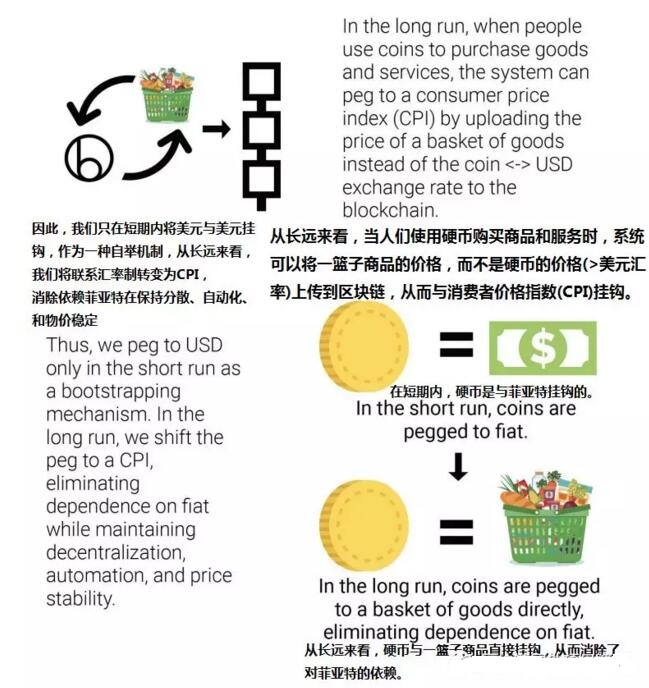 In the long run, when people
use coins to purchase goods
and services, the system can
peg to a consumer price
index (CPI) by uploading the
price of a basket of goods
instead of the coin <-> USD
exchange rate to the
blockchain.
b
因此，我们只在短期内将美元与美元挂
钩，作为一种自举机制，从长远来看，
我们将联系汇率制转变为CPI，
消除依赖菲亚特在保持分散、自动化、
和物价稳定
从长远来看，当人们使用硬币购买商品和服务时，系统
可以将一篮子商品的价格，而不是硬币的价格(>美元汇
率)上传到区块链，从而与消费者价格指数(CPI)挂钩。
Thus, we peg to USD
only in the short run as
a bootstrapping
mechanism. In the
long run, we shift the
peg to a CPI,
eliminating
dependence on fiat
while maintaining
decentralization,
automation, and price
stability.
=
$
在短期内，硬币是与菲亚特挂钩的。
In the short run, coins are
pegged to fiat.
=
In the long run, coins are pegged
to a basket of goods directly,
eliminating dependence on fiat.
从长远来看，硬币与一篮子商品直接挂钩，从而消除了
对菲亚特的依赖。